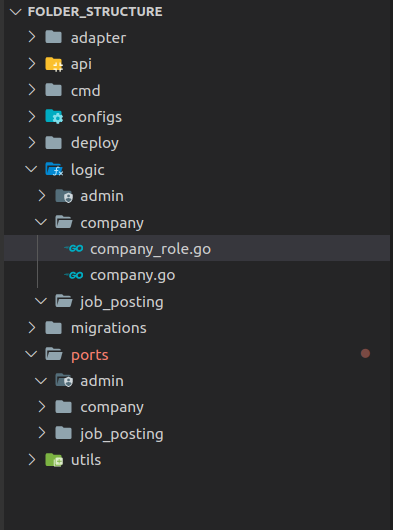 FOLDER_STRUCTURE
adapter
api
cmd
configs
deploy
logic
admin
company
company_role.go
company.go
job_posting
migrations
ports
admin
company
job_posting
utils